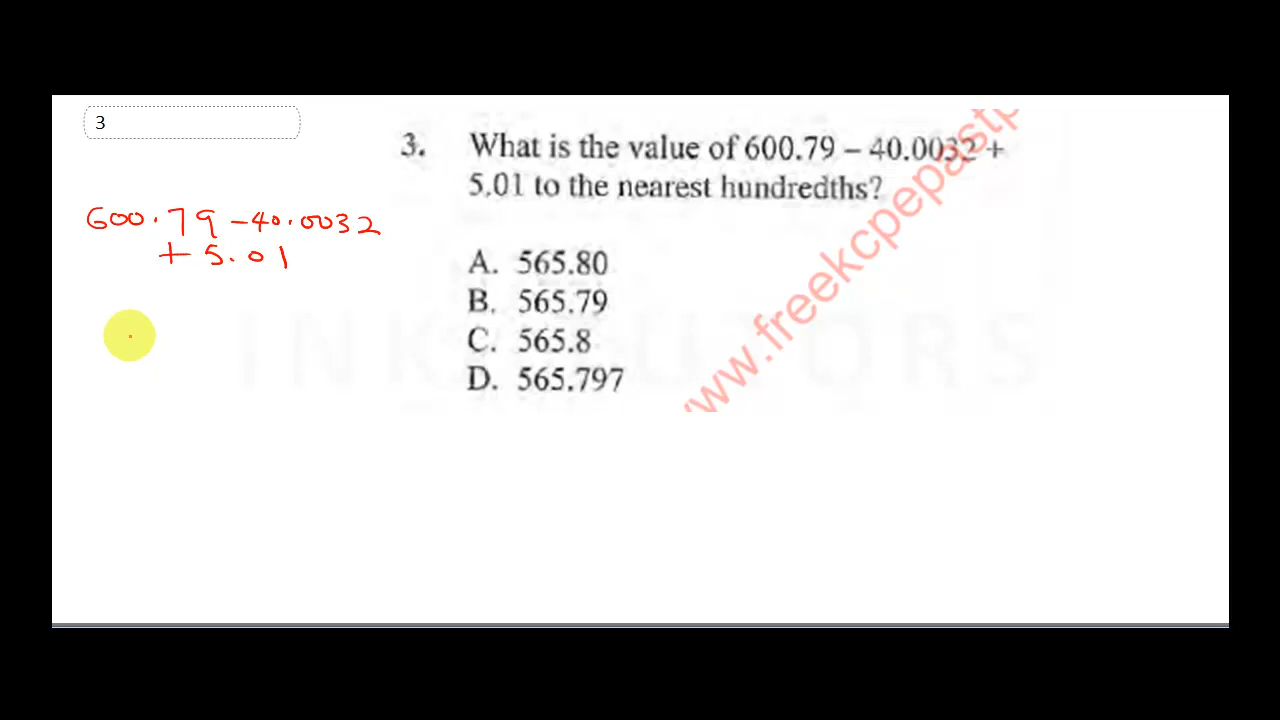 3
3. What is the value of 600.79 – 40.0032 +
5.01 to the nearest hundredths?
600.79 – 40.0032
+ 5.01
A. 565.80
B. 565.79
C. 565.8
D. 565.797
www.freekcpepastp